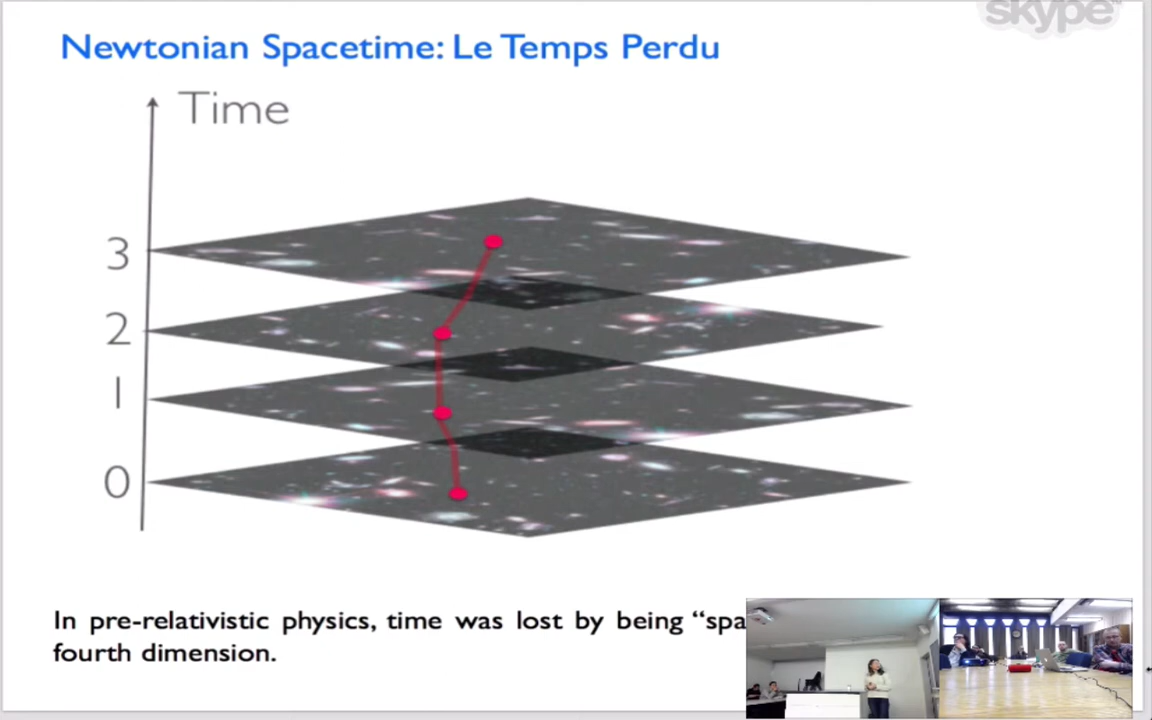 skype
Newtonian Spacetime: Le Temps Perdu
Time
3
2
1
0
In pre-relativistic physics, time was lost by being “spa
fourth dimension.